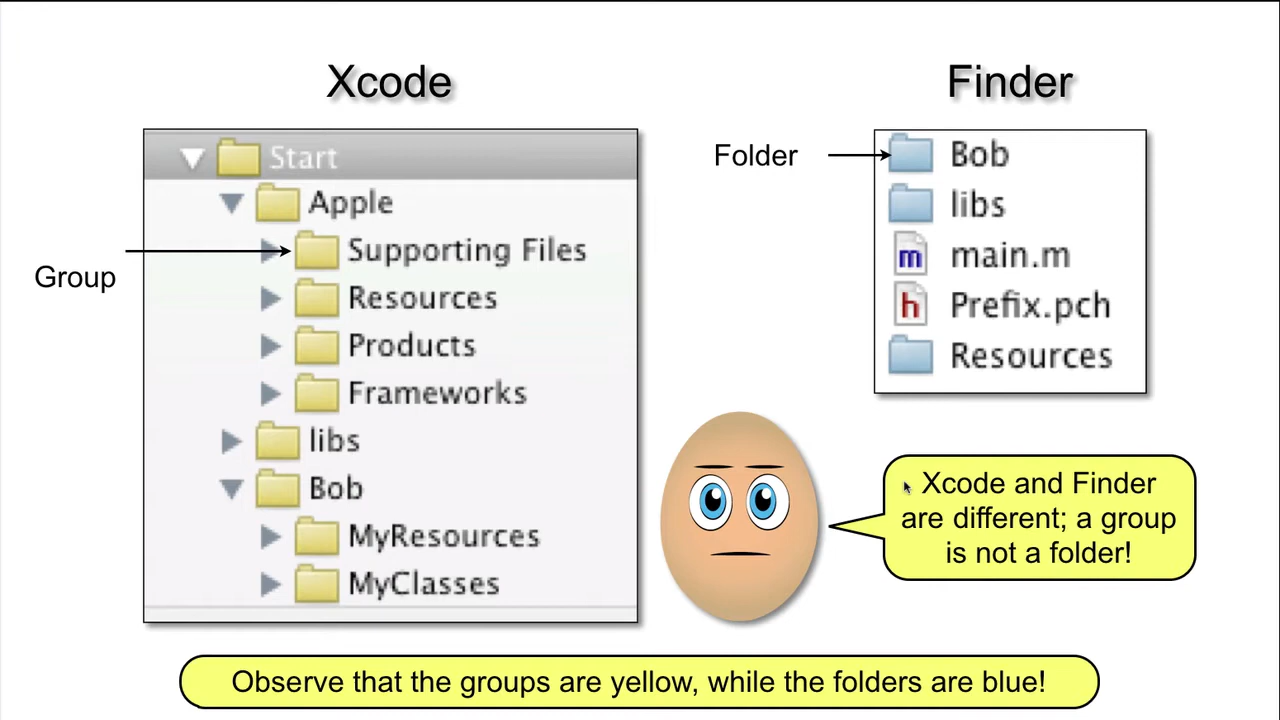 Xcode
Finder
Group
Start
Apple
Supporting Files
Resources
Products
Frameworks
libs
Bob
MyResources
MyClasses
Folder
Bob
libs
m main.m
h Prefix.pch
Resources
Xcode and Finder
are different; a group
is not a folder!
Observe that the groups are yellow, while the folders are blue!